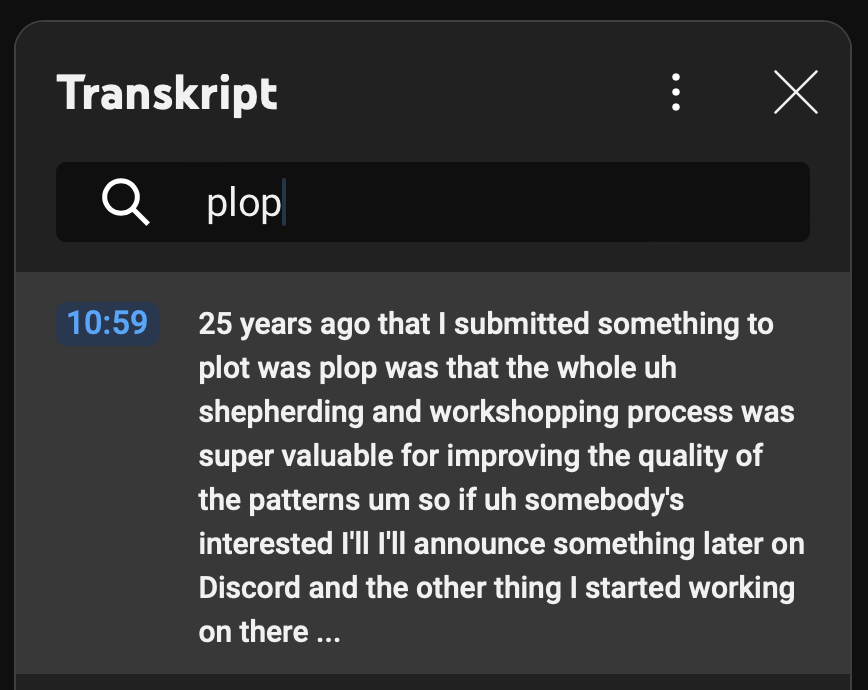 Transkript
plop
10:59
25 years ago that I submitted something to
plot was plop was that the whole uh
shepherding and workshopping process was
super valuable for improving the quality of
the patterns um so if uh somebody's
interested I'll I'll announce something later on
Discord and the other thing I started working
on there ...